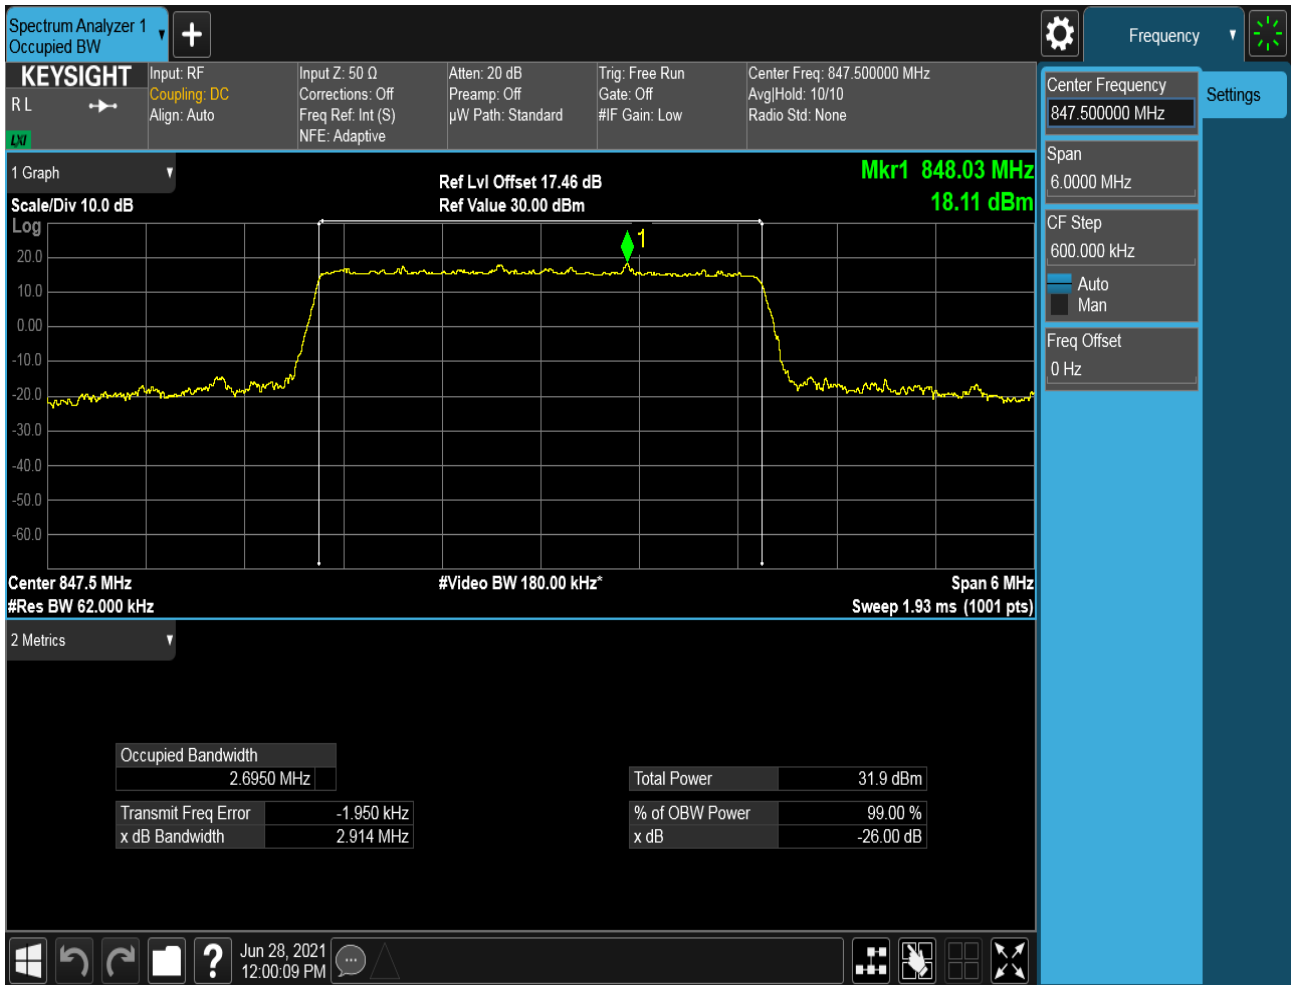 Spectrum Analyzer 1
Occupied BW
+
Frequency
KEYSIGHT
R L
LXI
Input: RF
Coupling: DC
Align: Auto
Input Z: 50 Ω
Corrections: Off
Freq Ref: Int (S)
NFE: Adaptive
Atten: 20 dB
Preamp: Off
µW Path: Standard
Trig: Free Run
Gate: Off
#IF Gain: Low
Center Freq: 847.500000 MHz
Avg|Hold: 10/10
Radio Std: None
Center Frequency
847.500000 MHz
Settings
Span
6.0000 MHz
CF Step
600.000 kHz
Auto
Man
Freq Offset
0 Hz
1 Graph
Scale/Div 10.0 dB
Ref Lvl Offset 17.46 dB
Ref Value 30.00 dBm
Mkr1 848.03 MHz
18.11 dBm
Log
1
20.0
10.0
0.00
-10.0
-20.0
-30.0
-40.0
-50.0
-60.0
Center 847.5 MHz
#Video BW 180.00 kHz*
Span 6 MHz
#Res BW 62.000 kHz
Sweep 1.93 ms (1001 pts)
2 Metrics
Occupied Bandwidth
2.6950 MHz
Total Power 31.9 dBm
Transmit Freq Error -1.950 kHz
% of OBW Power 99.00 %
x dB Bandwidth 2.914 MHz
x dB -26.00 dB
?
Jun 28, 2021
12:00:09 PM